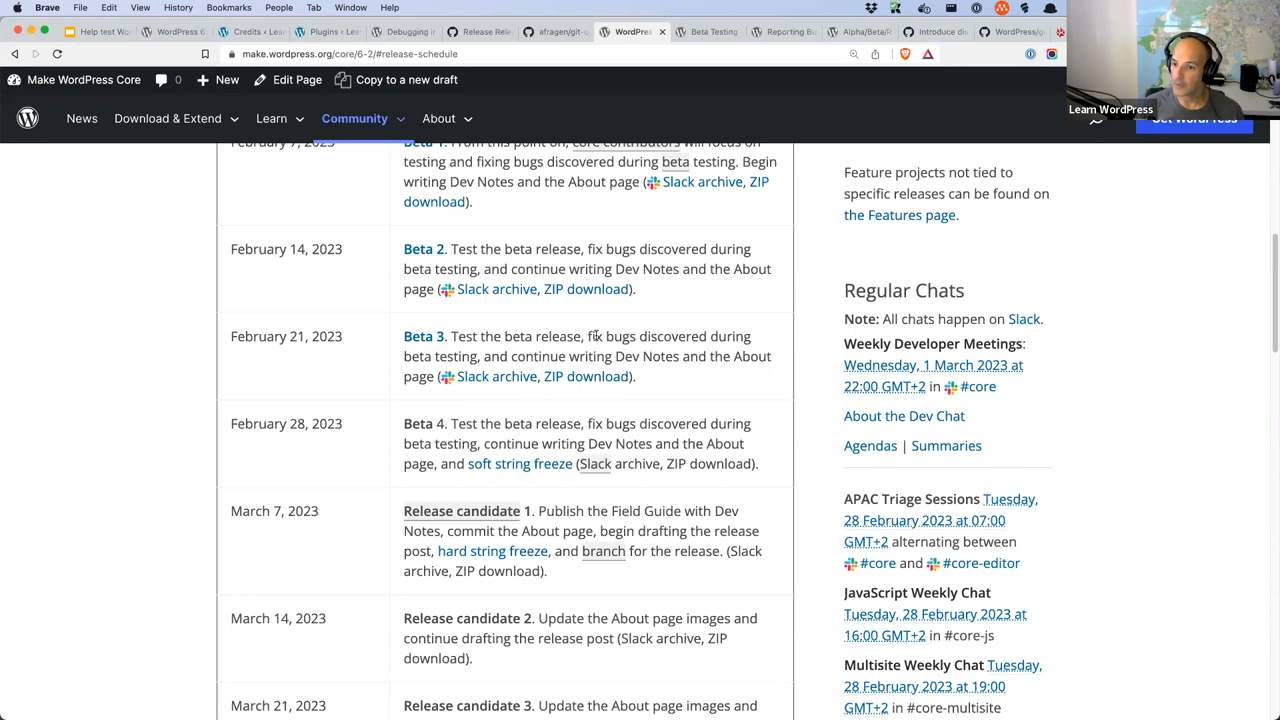 Brave File Edit View History Bookmarks People Tab Window Help
Help test Wor
WordPress 6
Credits ‹ Lear
Plugins ‹ Lea
Debugging in
Release Rele
afragen/git-u
WordPres
Beta Testing
Reporting Bu
Alpha/Beta/R
Introduce div
WordPress/g
make.wordpress.org/core/6-2/#release-schedule
Make WordPress Core 0 New Edit Page Copy to a new draft
Learn WordPress
News Download & Extend Learn Community About Get WordPress
February 7, 2023
Beta 1. From this point on, core contributors will focus on
testing and fixing bugs discovered during beta testing. Begin
writing Dev Notes and the About page (Slack archive, ZIP
download).
February 14, 2023
Beta 2. Test the beta release, fix bugs discovered during
beta testing, and continue writing Dev Notes and the About
page (Slack archive, ZIP download).
February 21, 2023
Beta 3. Test the beta release, fix bugs discovered during
beta testing, and continue writing Dev Notes and the About
page (Slack archive, ZIP download).
February 28, 2023
Beta 4. Test the beta release, fix bugs discovered during
beta testing, continue writing Dev Notes and the About
page, and soft string freeze (Slack archive, ZIP download).
March 7, 2023
Release candidate 1. Publish the Field Guide with Dev
Notes, commit the About page, begin drafting the release
post, hard string freeze, and branch for the release. (Slack
archive, ZIP download).
March 14, 2023
Release candidate 2. Update the About page images and
continue drafting the release post (Slack archive, ZIP
download).
March 21, 2023
Release candidate 3. Update the About page images and
Feature projects not tied to
specific releases can be found on
the Features page.
Regular Chats
Note: All chats happen on Slack.
Weekly Developer Meetings:
Wednesday, 1 March 2023 at
22:00 GMT+2 in #core
About the Dev Chat
Agendas | Summaries
APAC Triage Sessions Tuesday,
28 February 2023 at 07:00
GMT+2 alternating between
#core and #core-editor
JavaScript Weekly Chat
Tuesday, 28 February 2023 at
16:00 GMT+2 in #core-js
Multisite Weekly Chat Tuesday,
28 February 2023 at 19:00
GMT+2 in #core-multisite